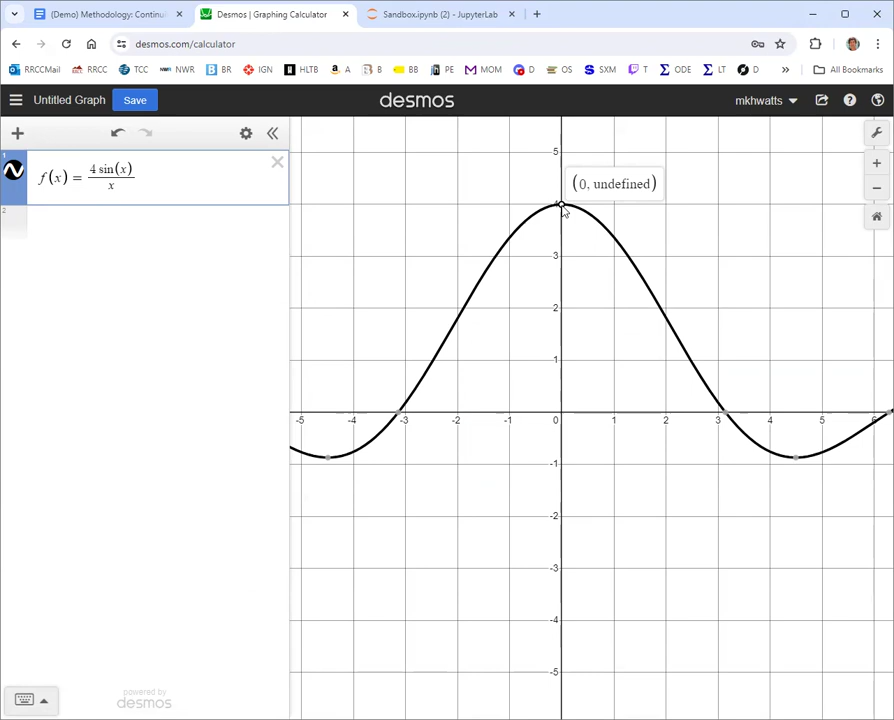 (Demo) Methodology: Continui
Desmos | Graphing Calculator
Sandbox.ipynb (2) - JupyterLab
desmos.com/calculator
RRCCMail RRCC TCC NWR BR IGN HLTB A B BB PE MOM D OS SXM T ODE LT D All Bookmarks
Untitled Graph Save desmos mkhwatts
1
f(x) = 4 sin(x) / x
2
(0, undefined)
5
4
3
2
1
-5 -4 -3 -2 -1 0 1 2 3 4 5 6
-1
-2
-3
-4
-5
powered by
desmos